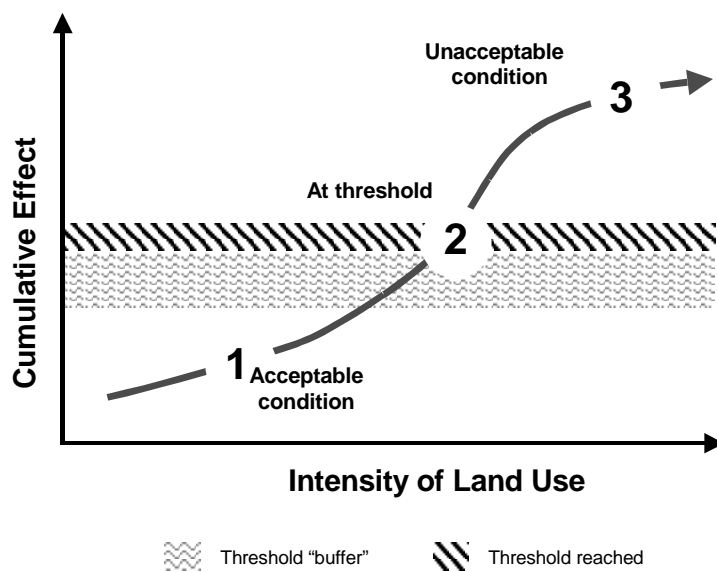 Unacceptable
condition
3
At threshold
2
1
Acceptable
condition
Cumulative Effect
Intensity of Land Use
Threshold “buffer”
Threshold reached